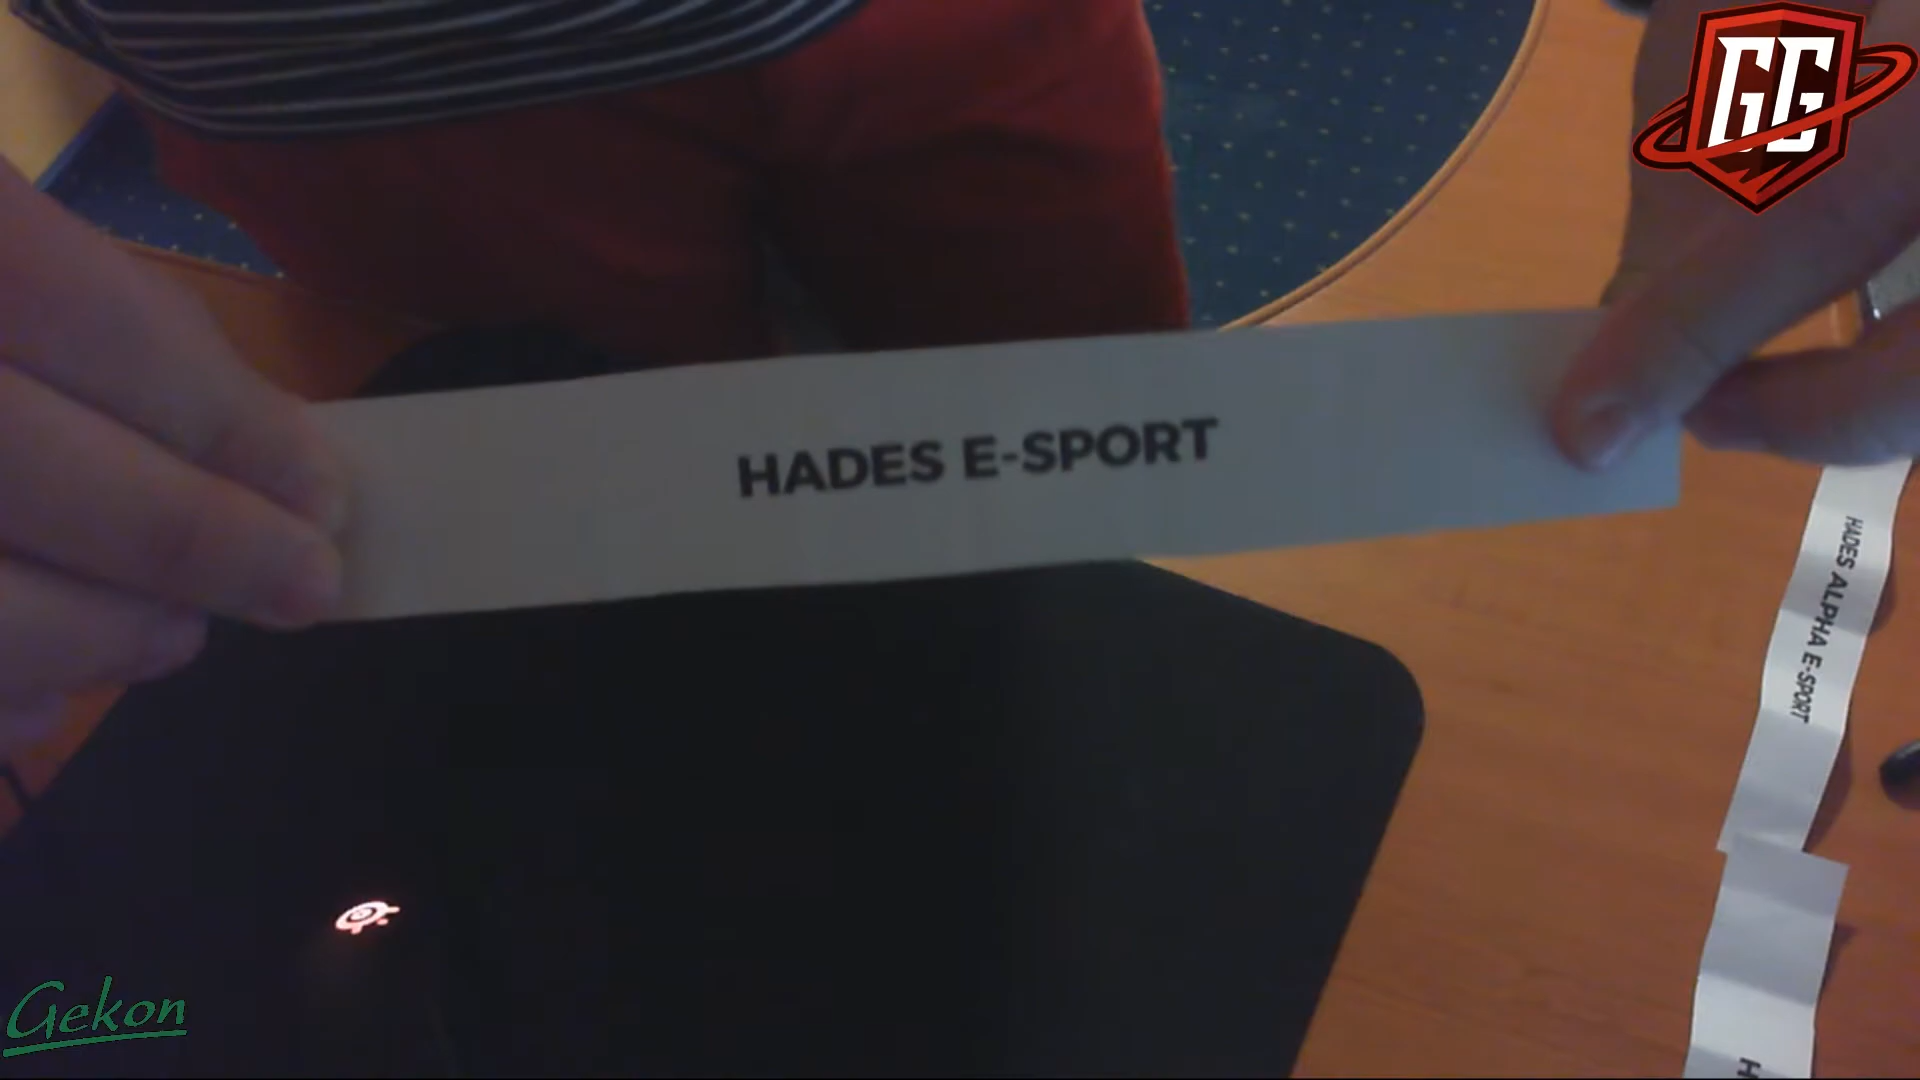 GG
HADES E-SPORT
HADES ALPHA E-SPORT
H
Gekon